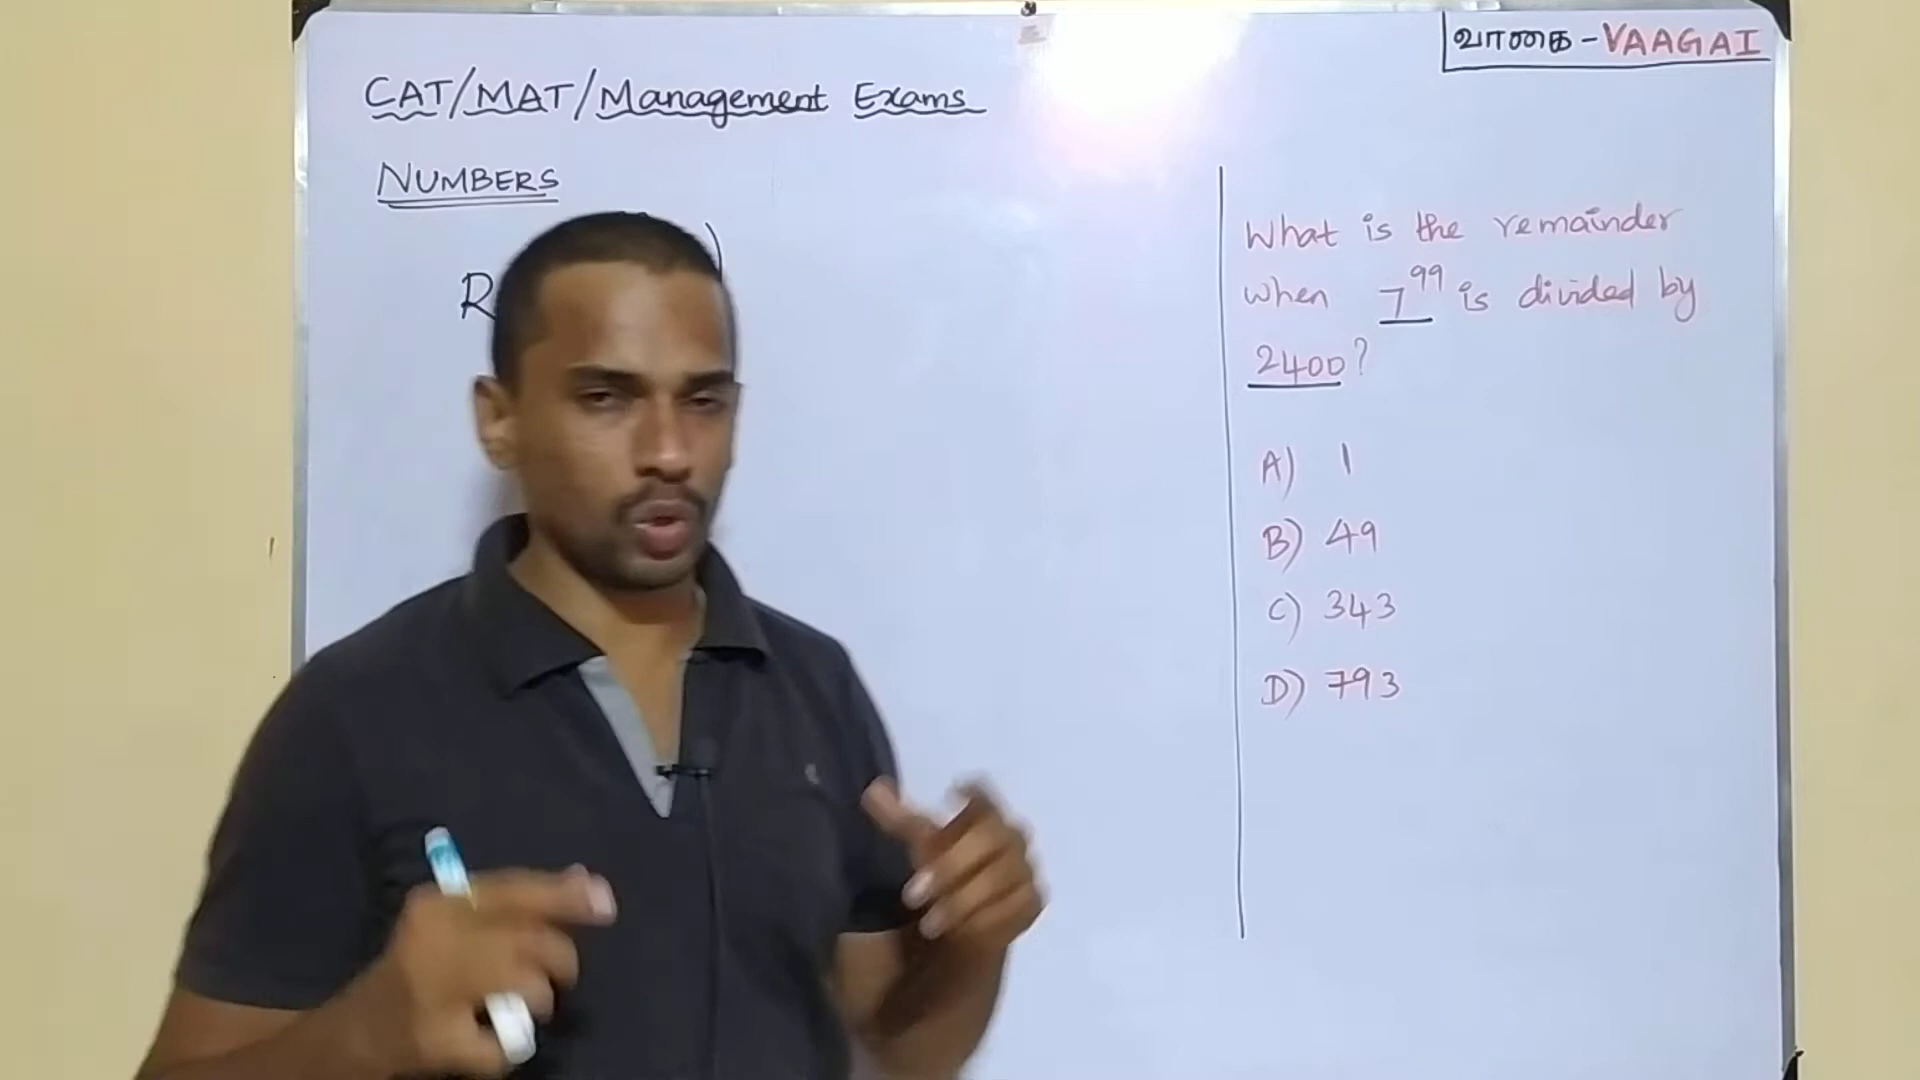 வாகை - VAAGAI
CAT/MAT/Management Exams
NUMBERS
R
What is the remainder
when 7^99 is divided by
2400?
A) 1
B) 49
C) 343
D) 793